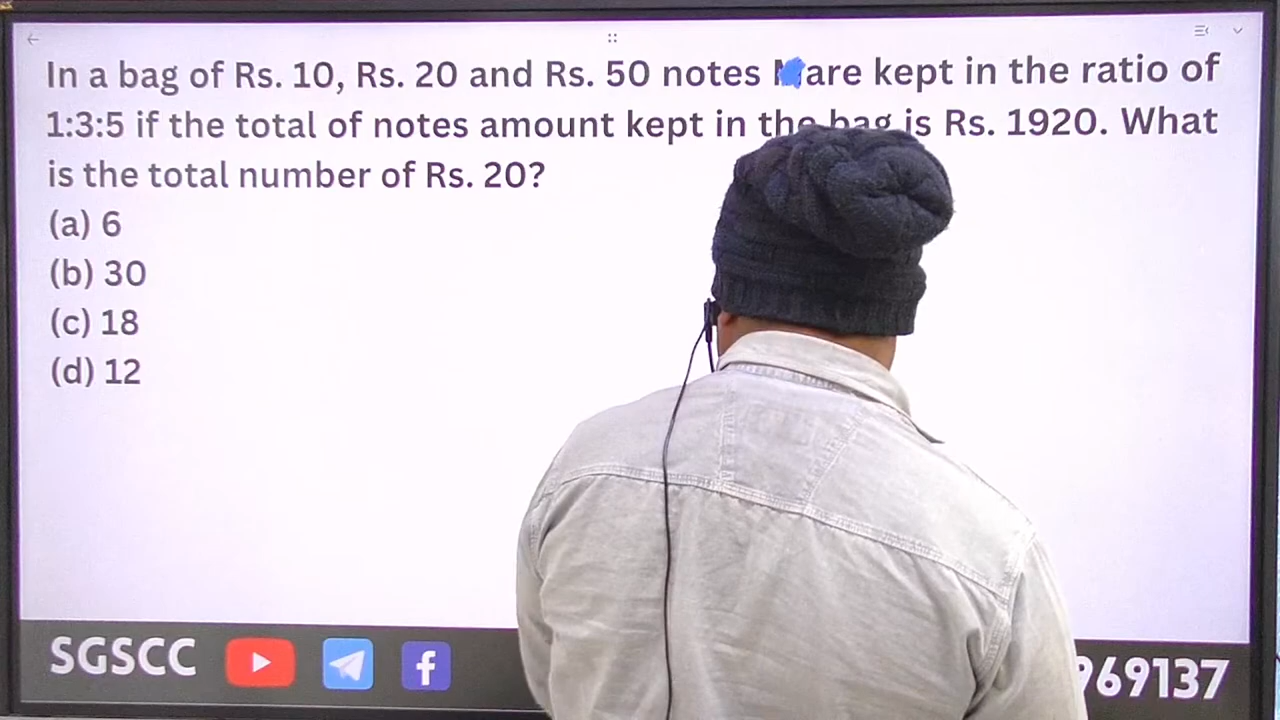 In a bag of Rs. 10, Rs. 20 and Rs. 50 notes are kept in the ratio of
1:3:5 if the total of notes amount kept in the bag is Rs. 1920. What
is the total number of Rs. 20?
(a) 6
(b) 30
(c) 18
(d) 12
SGSCC
969137